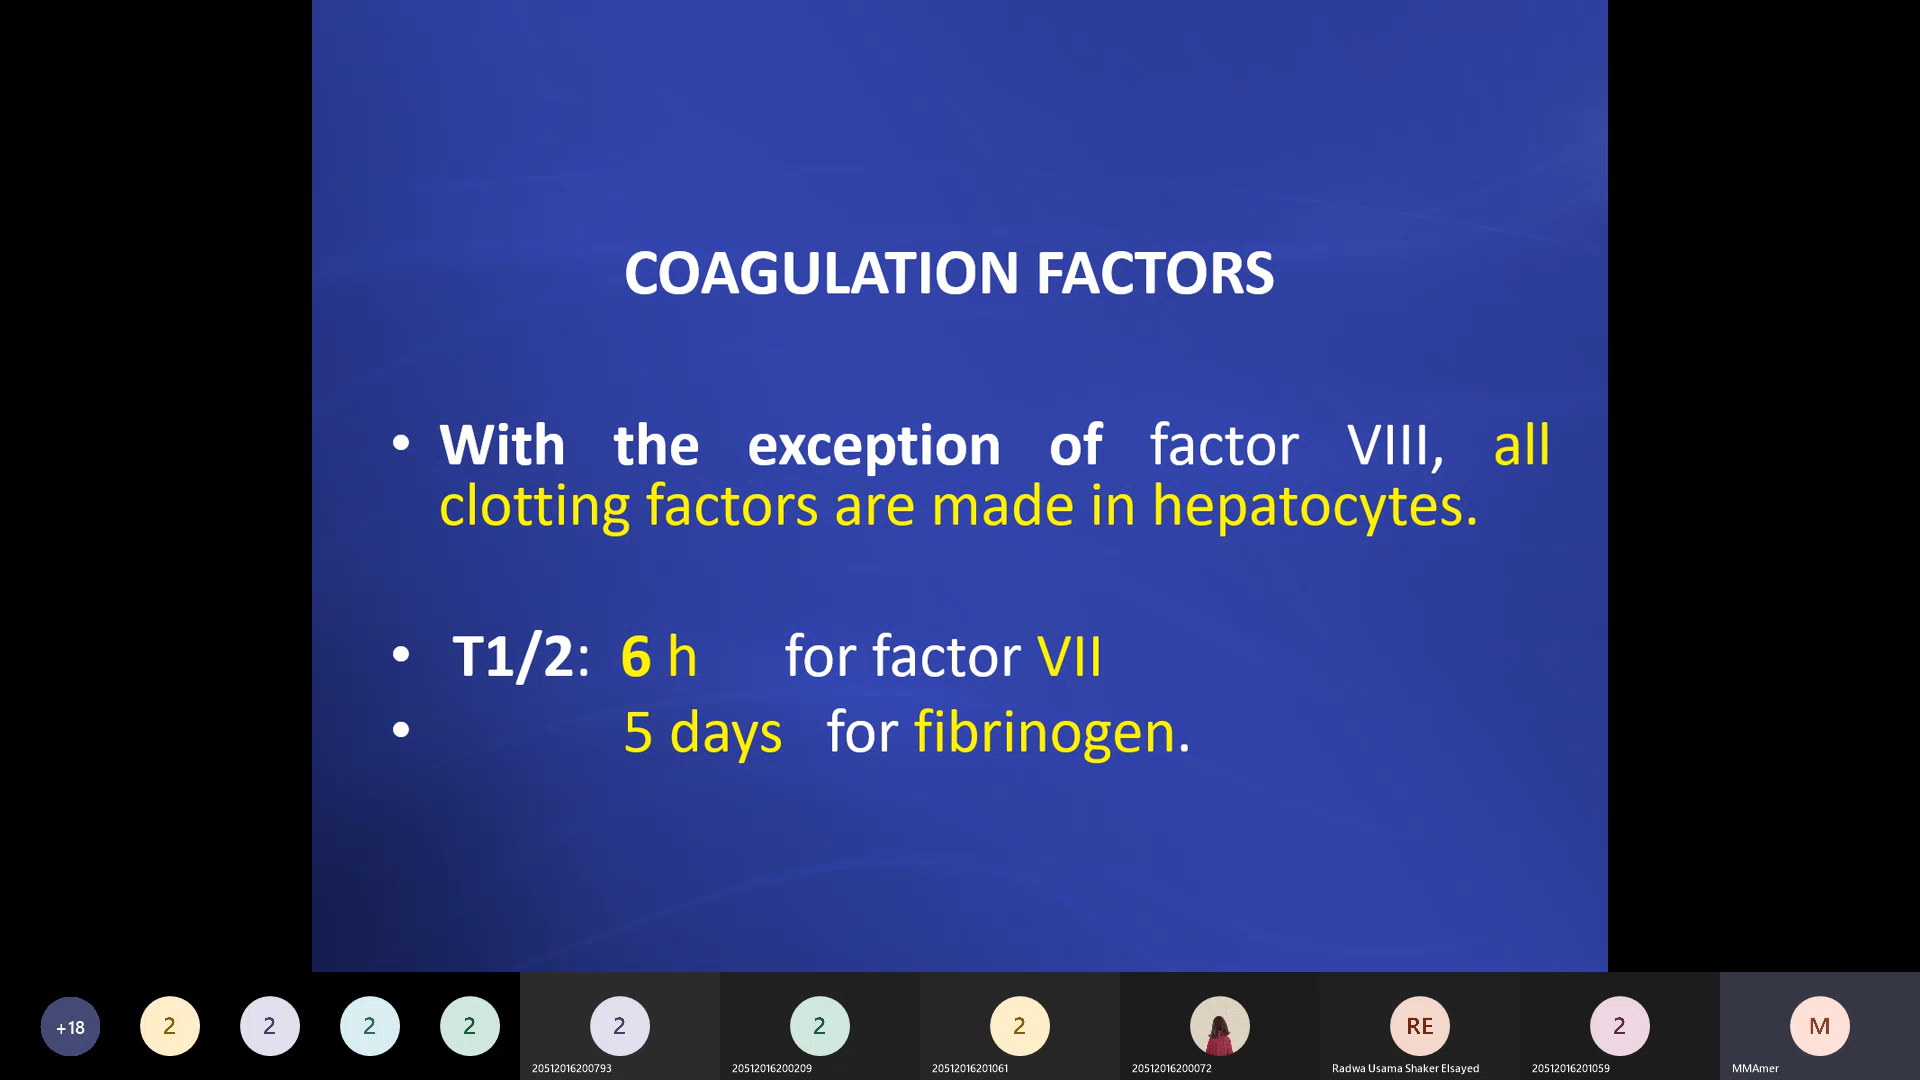 COAGULATION FACTORS
• With the exception of factor VIII, all
clotting factors are made in hepatocytes.
• T1/2: 6 h for factor VII
• 5 days for fibrinogen.
+18
2
2
2
2
2
2
2
RE
2
M
20512016200793
20512016200209
20512016201061
20512016200072
Radwa Usama Shaker Elsayed
20512016201059
MMAmer